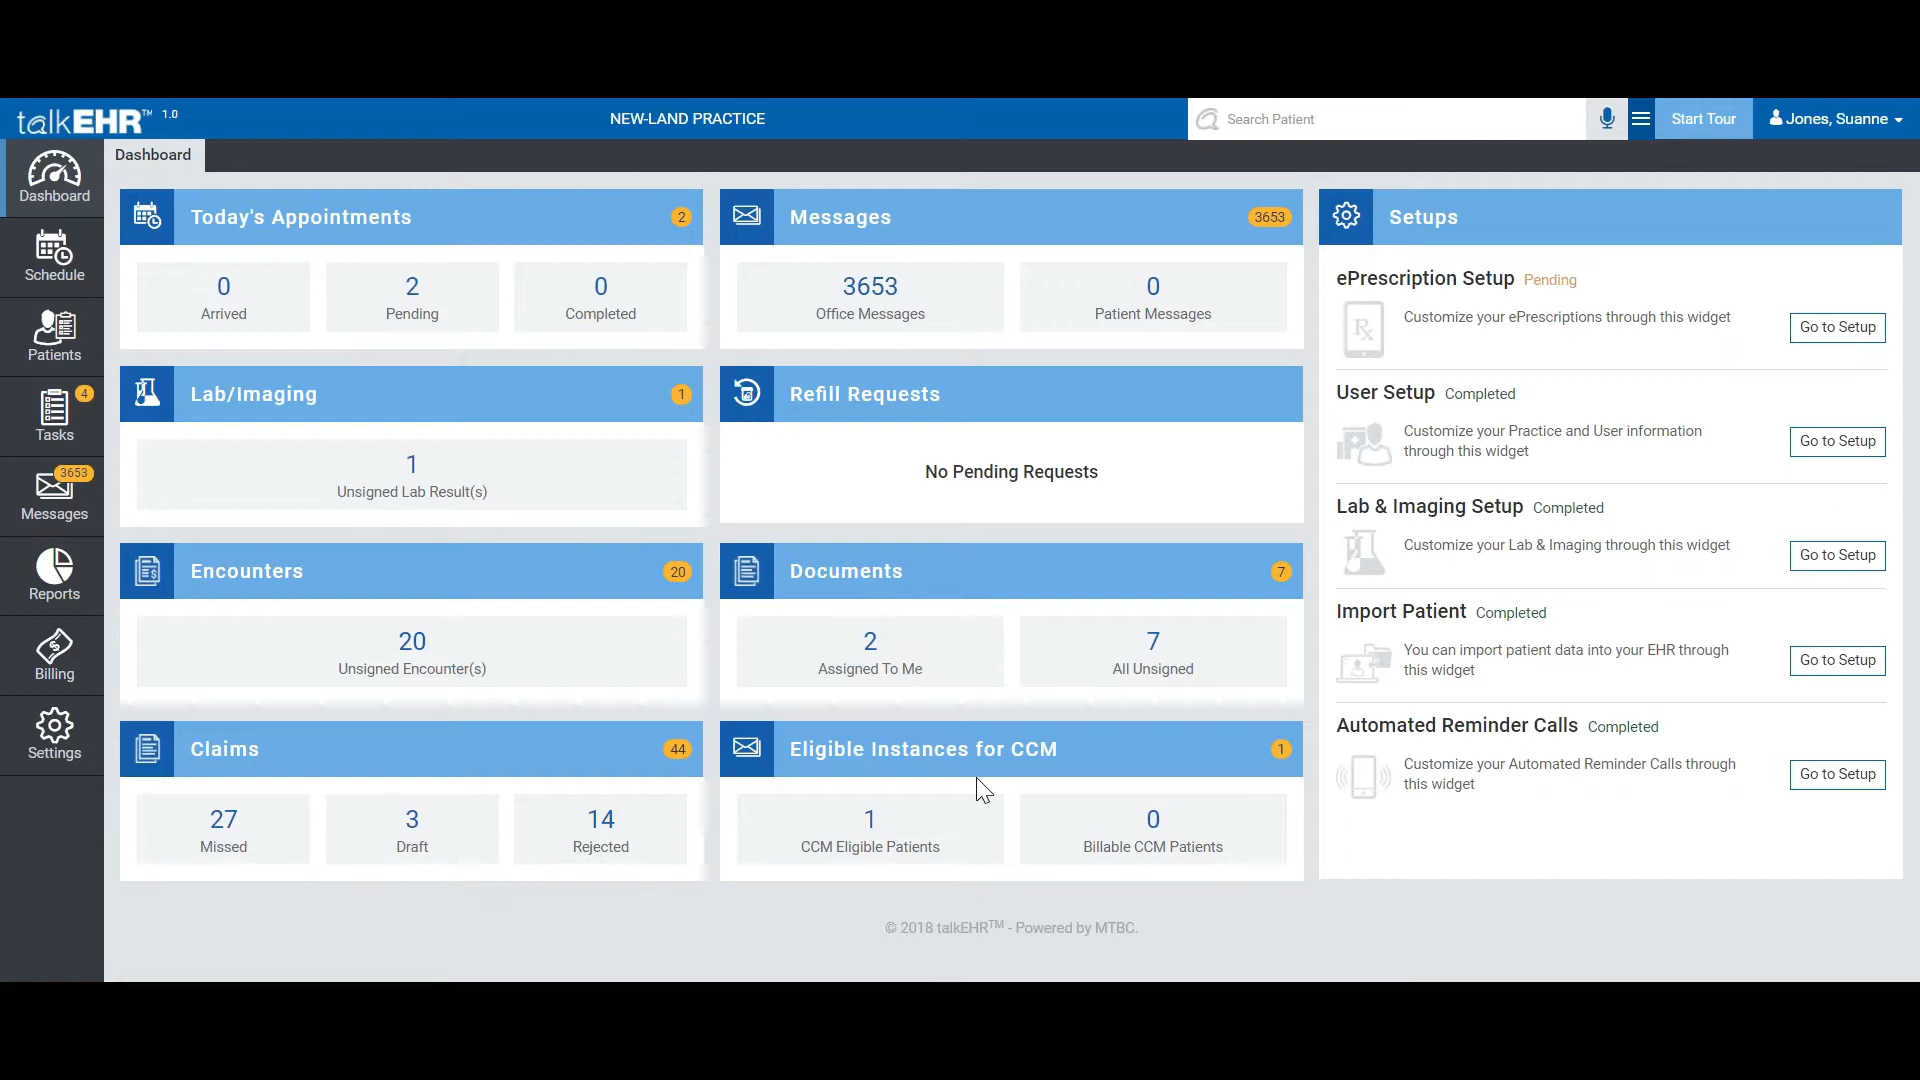 talkEHR™ 1.0
NEW-LAND PRACTICE
Search Patient
Start Tour
Jones, Suanne
Dashboard
Dashboard
Schedule
Patients
4
Tasks
3653
Messages
Reports
Billing
Settings
Today's Appointments 2
0
Arrived
2
Pending
0
Completed
Messages 3653
3653
Office Messages
0
Patient Messages
Lab/Imaging 1
1
Unsigned Lab Result(s)
Refill Requests
No Pending Requests
Encounters 20
20
Unsigned Encounter(s)
Documents 7
2
Assigned To Me
7
All Unsigned
Claims 44
27
Missed
3
Draft
14
Rejected
Eligible Instances for CCM 1
1
CCM Eligible Patients
0
Billable CCM Patients
Setups
ePrescription Setup Pending
Rx
Customize your ePrescriptions through this widget
Go to Setup
User Setup Completed
Customize your Practice and User information
through this widget
Go to Setup
Lab & Imaging Setup Completed
Customize your Lab & Imaging through this widget
Go to Setup
Import Patient Completed
You can import patient data into your EHR through
this widget
Go to Setup
Automated Reminder Calls Completed
Customize your Automated Reminder Calls through
this widget
Go to Setup
© 2018 talkEHR™ - Powered by MTBC.